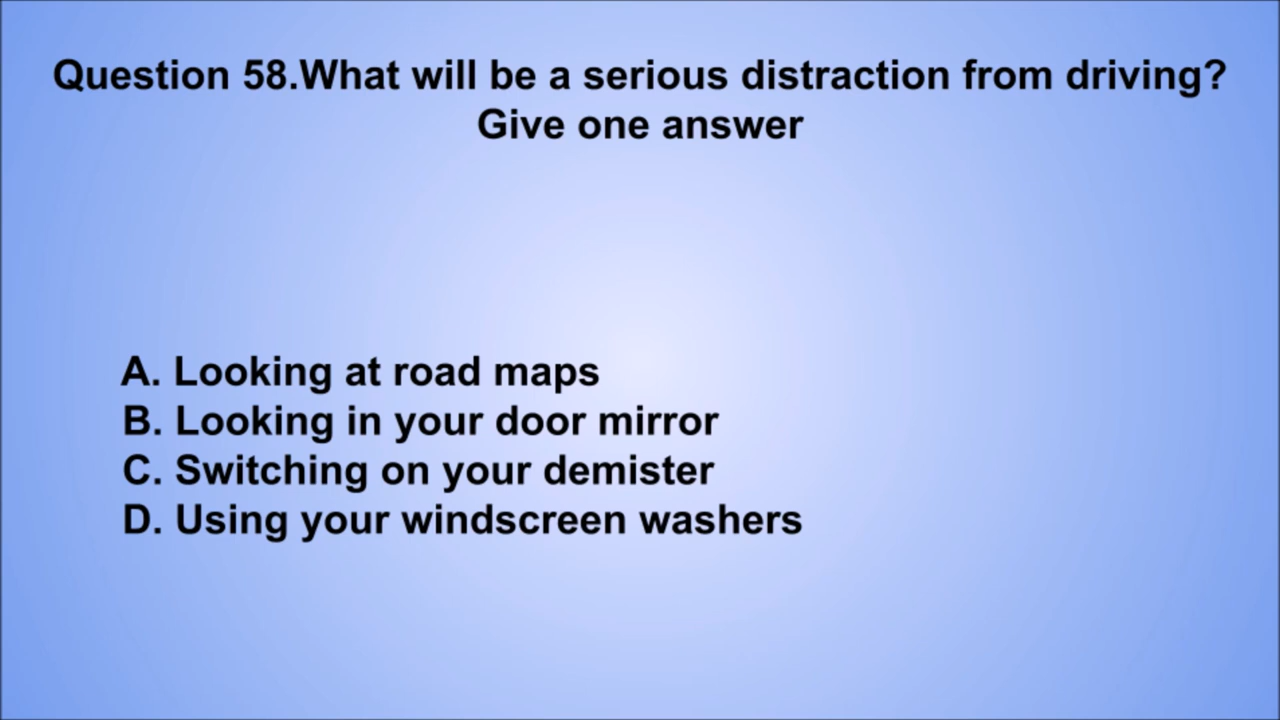 Question 58.What will be a serious distraction from driving?
Give one answer
A. Looking at road maps
B. Looking in your door mirror
C. Switching on your demister
D. Using your windscreen washers